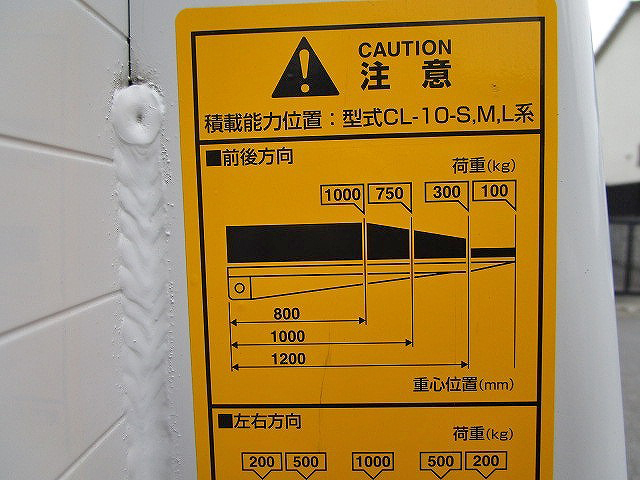 CAUTION
注意
積載能力位置：型式CL-10-S,M,L系
■前後方向
荷重(kg)
1000 750 300 100
800
1000
1200
重心位置(mm)
■左右方向
荷重(kg)
200 500 1000 500 200